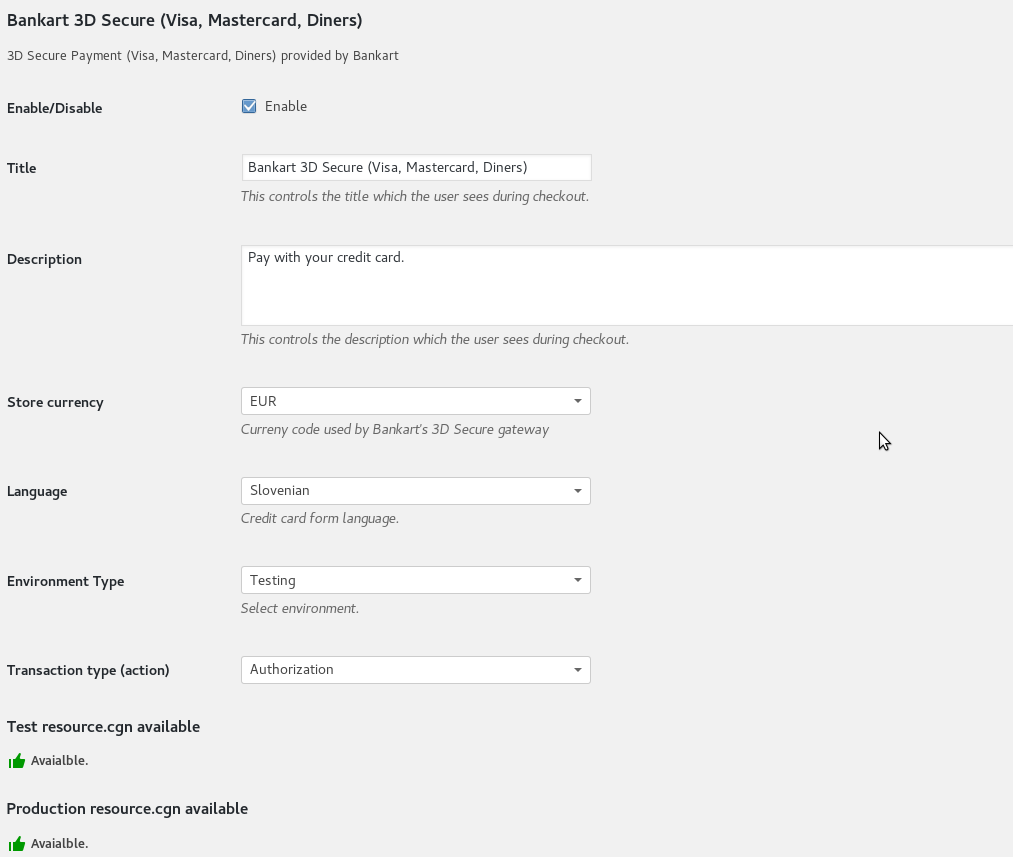 Bankart 3D Secure (Visa, Mastercard, Diners)
3D Secure Payment (Visa, Mastercard, Diners) provided by Bankart
Enable/Disable
Enable
Title
Bankart 3D Secure (Visa, Mastercard, Diners)
This controls the title which the user sees during checkout.
Description
Pay with your credit card.
This controls the description which the user sees during checkout.
Store currency
EUR
Curreny code used by Bankart's 3D Secure gateway
Language
Slovenian
Credit card form language.
Environment Type
Testing
Select environment.
Transaction type (action)
Authorization
Test resource.cgn available
Avaialble.
Production resource.cgn available
Avaialble.